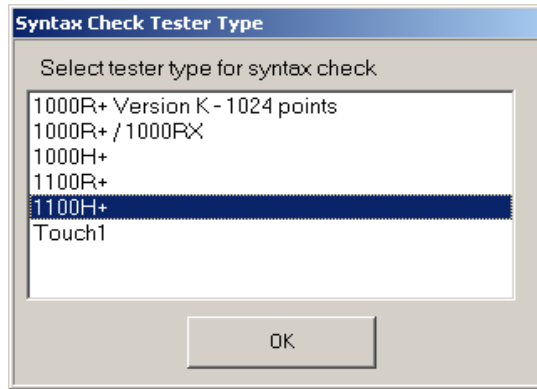 Syntax Check Tester Type
Select tester type for syntax check
1000R+ Version K - 1024 points
1000R+ / 1000RX
1000H+
1100R+
1100H+
Touch1
OK